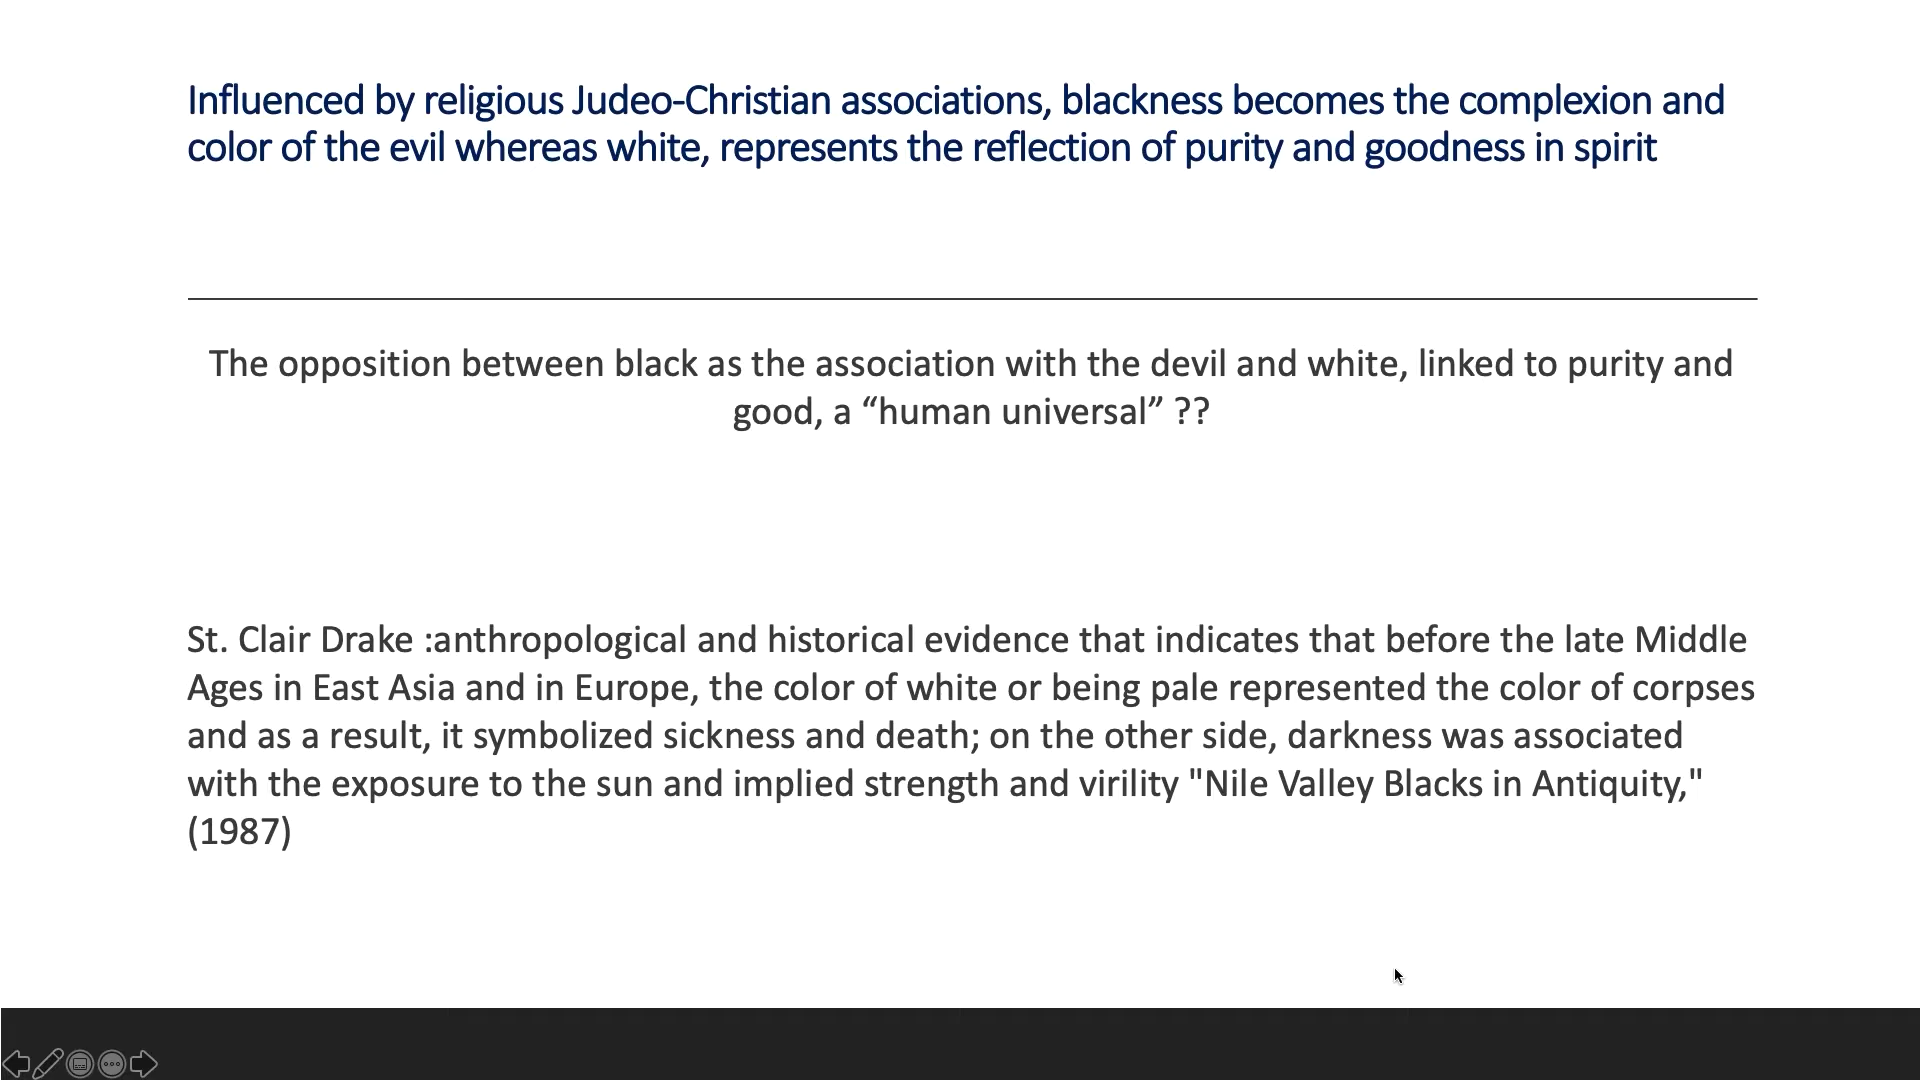 Influenced by religious Judeo-Christian associations, blackness becomes the complexion and
color of the evil whereas white, represents the reflection of purity and goodness in spirit
The opposition between black as the association with the devil and white, linked to purity and
good, a “human universal” ??
St. Clair Drake :anthropological and historical evidence that indicates that before the late Middle
Ages in East Asia and in Europe, the color of white or being pale represented the color of corpses
and as a result, it symbolized sickness and death; on the other side, darkness was associated
with the exposure to the sun and implied strength and virility "Nile Valley Blacks in Antiquity,"
(1987)